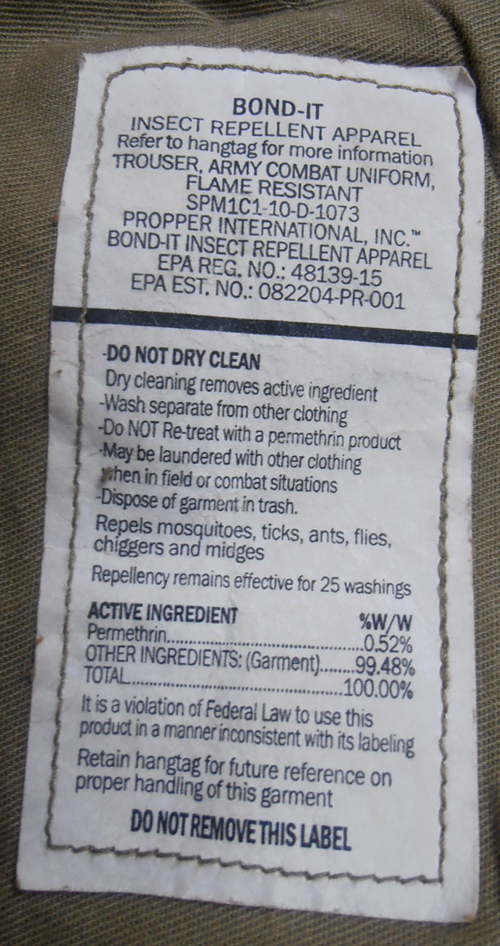 BOND-IT
INSECT REPELLENT APPAREL
Refer to hangtag for more information
TROUSER, ARMY COMBAT UNIFORM,
FLAME RESISTANT
SPM1C1-10-D-1073
PROPPER INTERNATIONAL, INC.™
BOND-IT INSECT REPELLENT APPAREL
EPA REG. NO.: 48139-15
EPA EST. NO.: 082204-PR-001
-DO NOT DRY CLEAN
Dry cleaning removes active ingredient
-Wash separate from other clothing
-Do NOT Re-treat with a permethrin product
-May be laundered with other clothing
when in field or combat situations
-Dispose of garment in trash.
Repels mosquitoes, ticks, ants, flies,
chiggers and midges
Repellency remains effective for 25 washings
ACTIVE INGREDIENT %W/W
Permethrin..........................................0.52%
OTHER INGREDIENTS: (Garment).......99.48%
TOTAL.............................................100.00%
It is a violation of Federal Law to use this
product in a manner inconsistent with its labeling
Retain hangtag for future reference on
proper handling of this garment
DO NOT REMOVE THIS LABEL